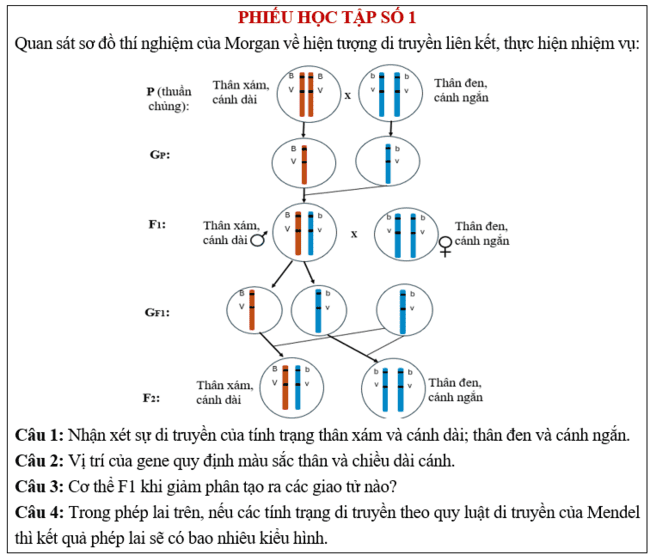 PHIẾU HỌC TẬP SỐ 1
Quan sát sơ đồ thí nghiệm của Morgan về hiện tượng di truyền liên kết, thực hiện nhiệm vụ:
P (thuần chủng):
Thân xám, cánh dài
B B
V V
x
b b
v v
Thân đen, cánh ngắn
GP:
B
V
b
v
F1:
Thân xám, cánh dài ♂
B b
V v
x
b b
v v
♀
Thân đen, cánh ngắn
GF1:
B
V
b
v
b
v
F2:
Thân xám, cánh dài
B b
V v
b b
v v
Thân đen, cánh ngắn
Câu 1: Nhận xét sự di truyền của tính trạng thân xám và cánh dài; thân đen và cánh ngắn.
Câu 2: Vị trí của gene quy định màu sắc thân và chiều dài cánh.
Câu 3: Cơ thể F1 khi giảm phân tạo ra các giao tử nào?
Câu 4: Trong phép lai trên, nếu các tính trạng di truyền theo quy luật di truyền của Mendel
thì kết quả phép lai sẽ có bao nhiêu kiểu hình.